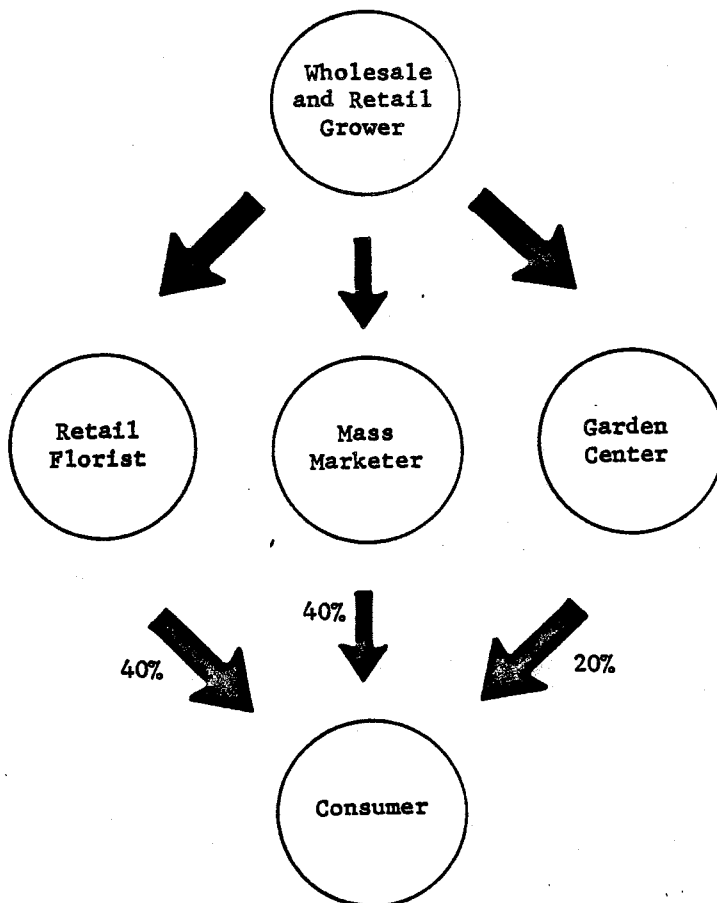 Wholesale
and Retail
Grower
Retail
Florist
Mass
Marketer
Garden
Center
40%
40%
20%
Consumer